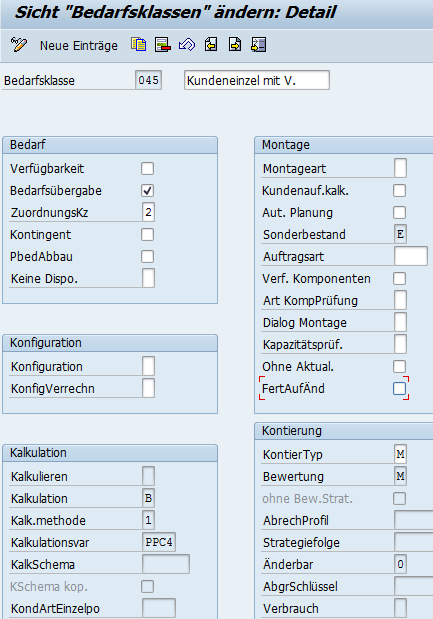 Sicht "Bedarfsklassen" ändern: Detail
Neue Einträge
Bedarfsklasse 045 Kundeneinzel mit V.
Bedarf
Verfügbarkeit
Bedarfsübergabe
ZuordnungsKz 2
Kontingent
PbedAbbau
Keine Dispo.
Konfiguration
Konfiguration
KonfigVerrechn
Kalkulation
Kalkulieren
Kalkulation B
Kalk.methode 1
Kalkulationsvar PPC4
KalkSchema
KSchema kop.
KondArtEinzelpo
Montage
Montageart
Kundenauf.kalk.
Aut. Planung
Sonderbestand E
Auftragsart
Verf. Komponenten
Art KompPrüfung
Dialog Montage
Kapazitätsprüf.
Ohne Aktual.
FertAufÄnd
Kontierung
KontierTyp M
Bewertung M
ohne Bew.Strat.
AbrechProfil
Strategiefolge
Änderbar 0
AbgrSchlüssel
Verbrauch